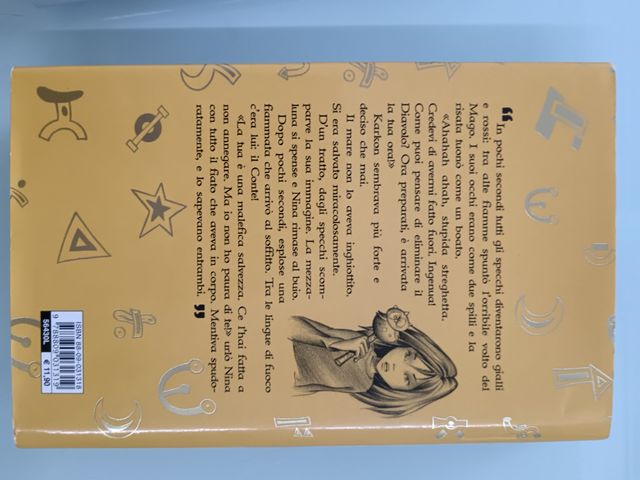 ❝ In pochi secondi tutti gli specchi diventarono gialli
e rossi: tra alte fiamme spuntò l'orribile volto del
Mago. I suoi occhi erano come due spilli e la
risata tuonò come un boato.
«Ahahah ahah, stupida streghetta.
Credevi di avermi fatto fuori. Ingenua!
Come puoi pensare di eliminare il
Diavolo? Ora preparati, è arrivata
la tua ora!»
Karkon sembrava più forte e
deciso che mai.
Il mare non lo aveva inghiottito.
Si era salvato miracolosamente.
D'un tratto, dagli specchi scom-
parve la sua immagine. La mezza-
luna si spense e Nina rimase al buio.
Dopo pochi secondi, esplose una
fiammata che arrivò al soffitto. Tra le lingue di fuoco
c'era lui: il Conte!
«La tua è una malefica salvezza. Ce l'hai fatta a
non annegare. Ma io non ho paura di te!» urlò Nina
con tutto il fiato che aveva in corpo. Mentiva spudo-
ratamente, e lo sapevano entrambi. ❞
ISBN 88-09-03131-8
56430L
€ 11,90